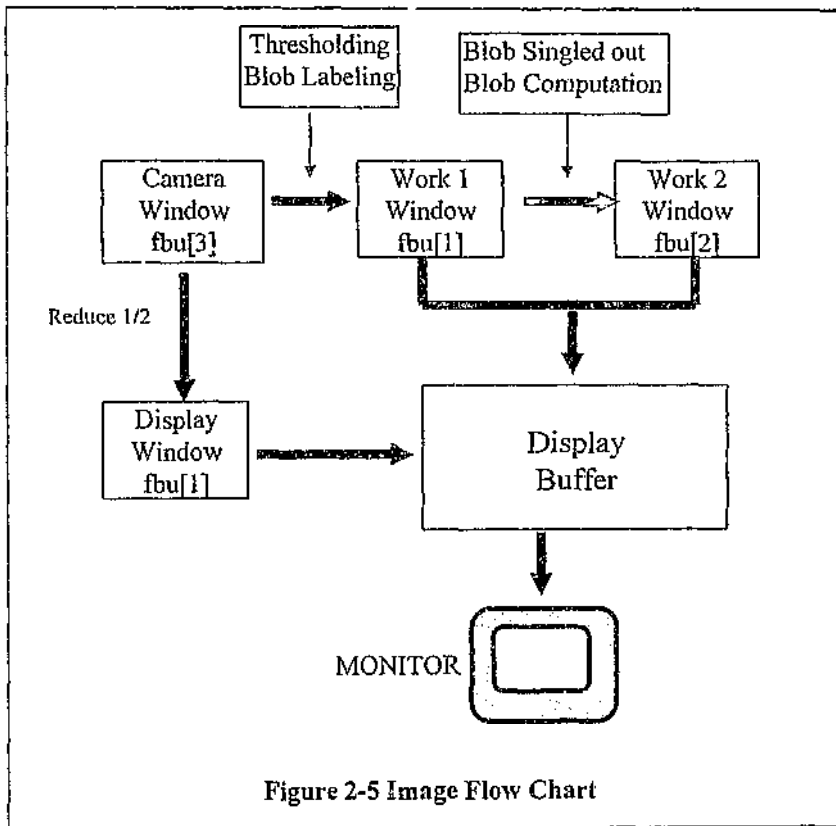 Thresholding
Blob Labeling
Blob Singled out
Blob Computation
Camera
Window
fbu[3]
Work 1
Window
fbu[1]
Work 2
Window
fbu[2]
Reduce 1/2
Display
Window
fbu[1]
Display
Buffer
MONITOR
Figure 2-5 Image Flow Chart